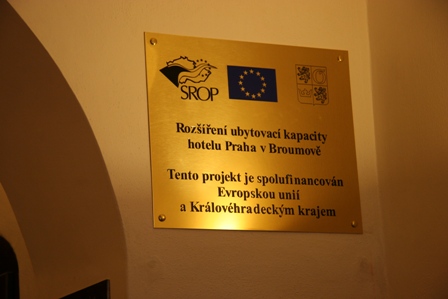 SROP
Rozšíření ubytovací kapacity
hotelu Praha v Broumově
Tento projekt je spolufinancován
Evropskou unií
a Královéhradeckým krajem